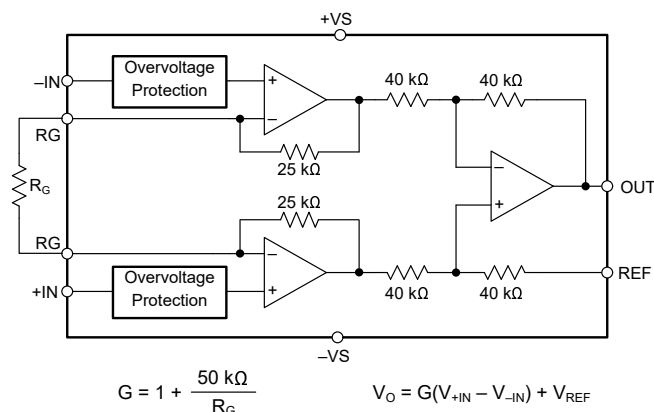 +VS
–IN
Overvoltage
Protection
+
–
40 kΩ
40 kΩ
RG
25 kΩ
RG
–
+
OUT
25 kΩ
RG
–
+
+IN
Overvoltage
Protection
40 kΩ
40 kΩ
REF
–VS
G = 1 + 50 kΩ / RG
VO = G(V+IN – V–IN) + VREF